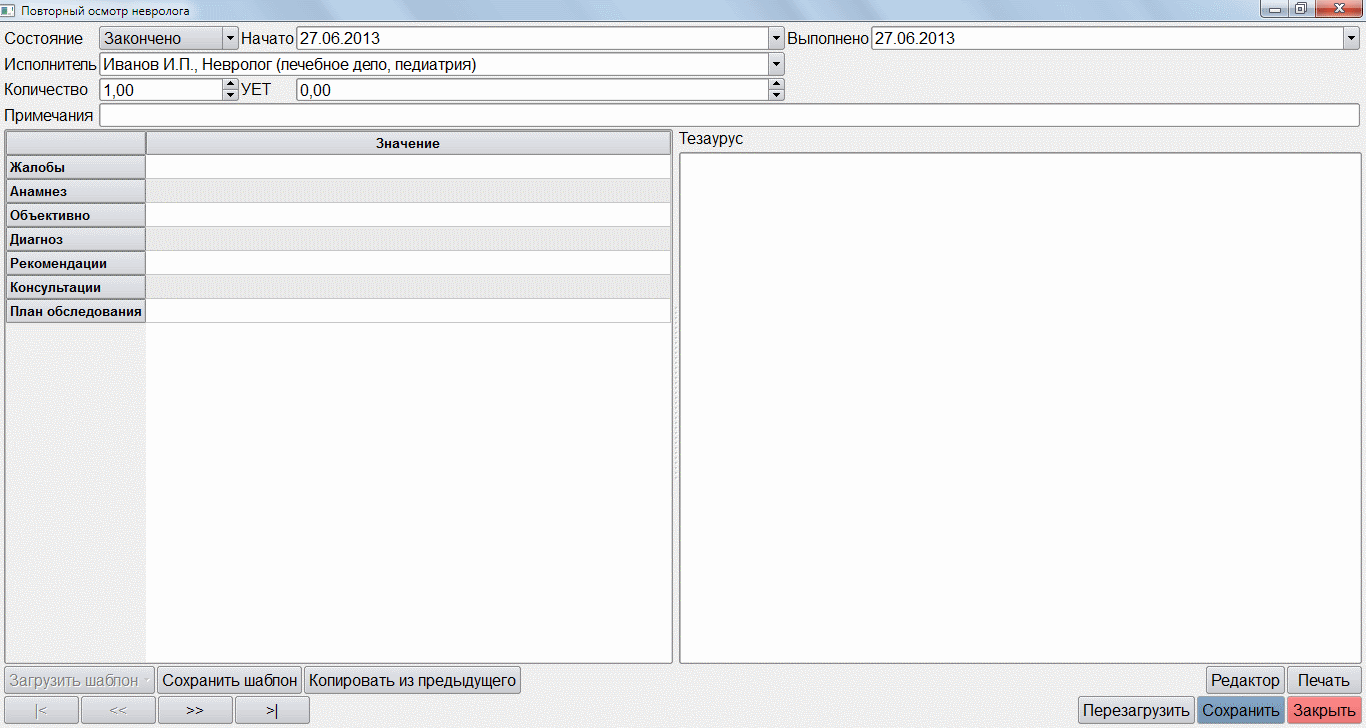 Повторный осмотр невролога
Состояние Закончено Начато 27.06.2013 Выполнено 27.06.2013
Исполнитель Иванов И.П., Невролог (лечебное дело, педиатрия)
Количество 1,00 УЕТ 0,00
Примечания
Значение
Тезаурус
Жалобы
Анамнез
Объективно
Диагноз
Рекомендации
Консультации
План обследования
Загрузить шаблон Сохранить шаблон Копировать из предыдущего Редактор Печать
|< << >> >| Перезагрузить Сохранить Закрыть